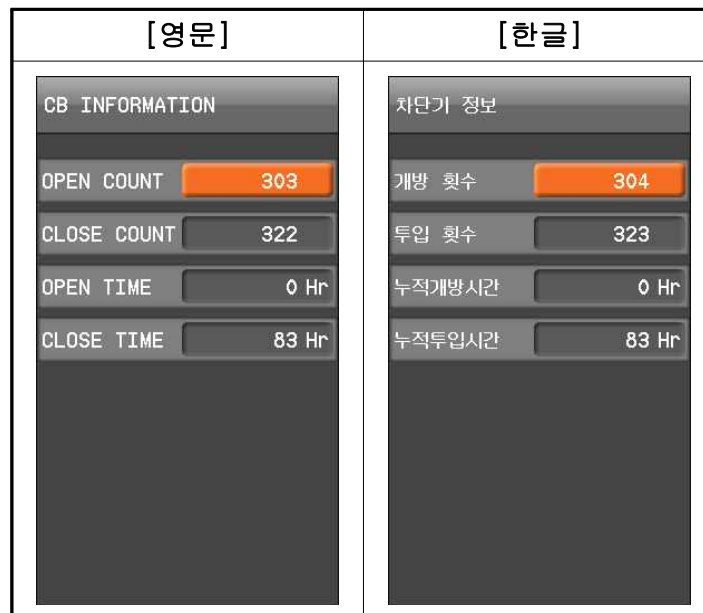 [영문]
[한글]
CB INFORMATION
OPEN COUNT 303
CLOSE COUNT 322
OPEN TIME 0 Hr
CLOSE TIME 83 Hr
차단기 정보
개방 횟수 304
투입 횟수 323
누적개방시간 0 Hr
누적투입시간 83 Hr